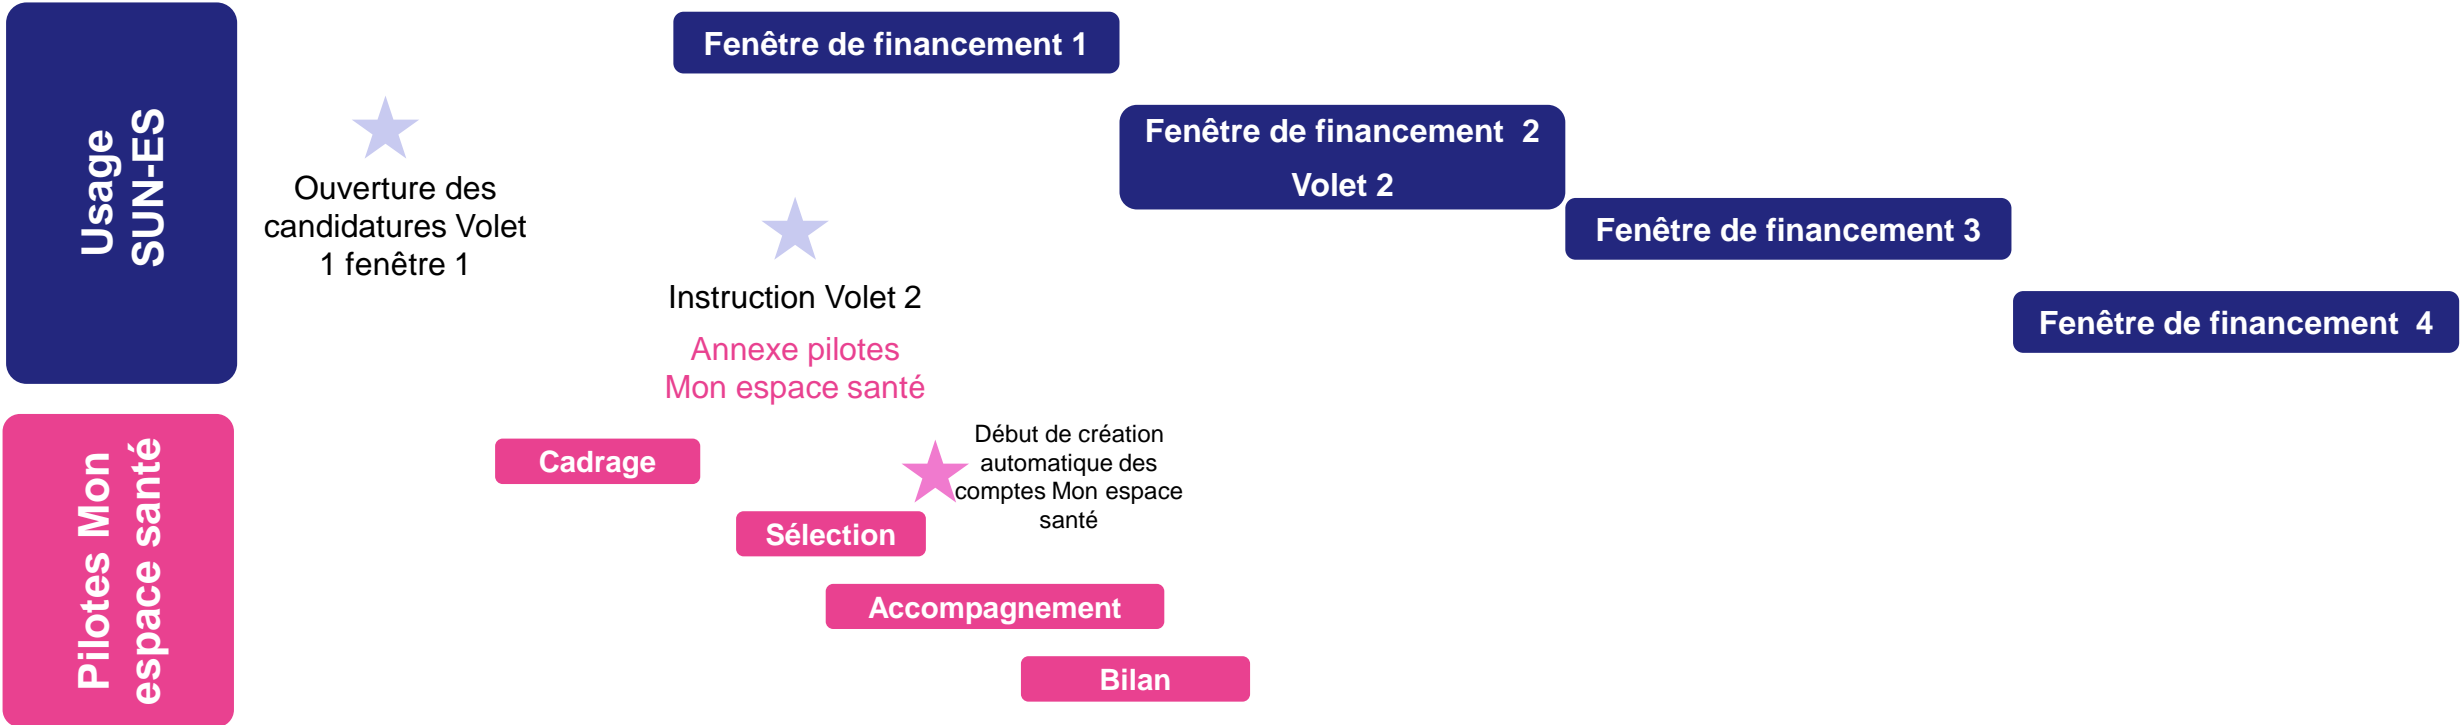 Usage
SUN-ES
Fenêtre de financement 1
Ouverture des
candidatures Volet
1 fenêtre 1
Fenêtre de financement 2
Volet 2
Instruction Volet 2
Annexe pilotes
Mon espace santé
Fenêtre de financement 3
Fenêtre de financement 4
Pilotes Mon
espace santé
Cadrage
Début de création
automatique des
comptes Mon espace
santé
Sélection
Accompagnement
Bilan